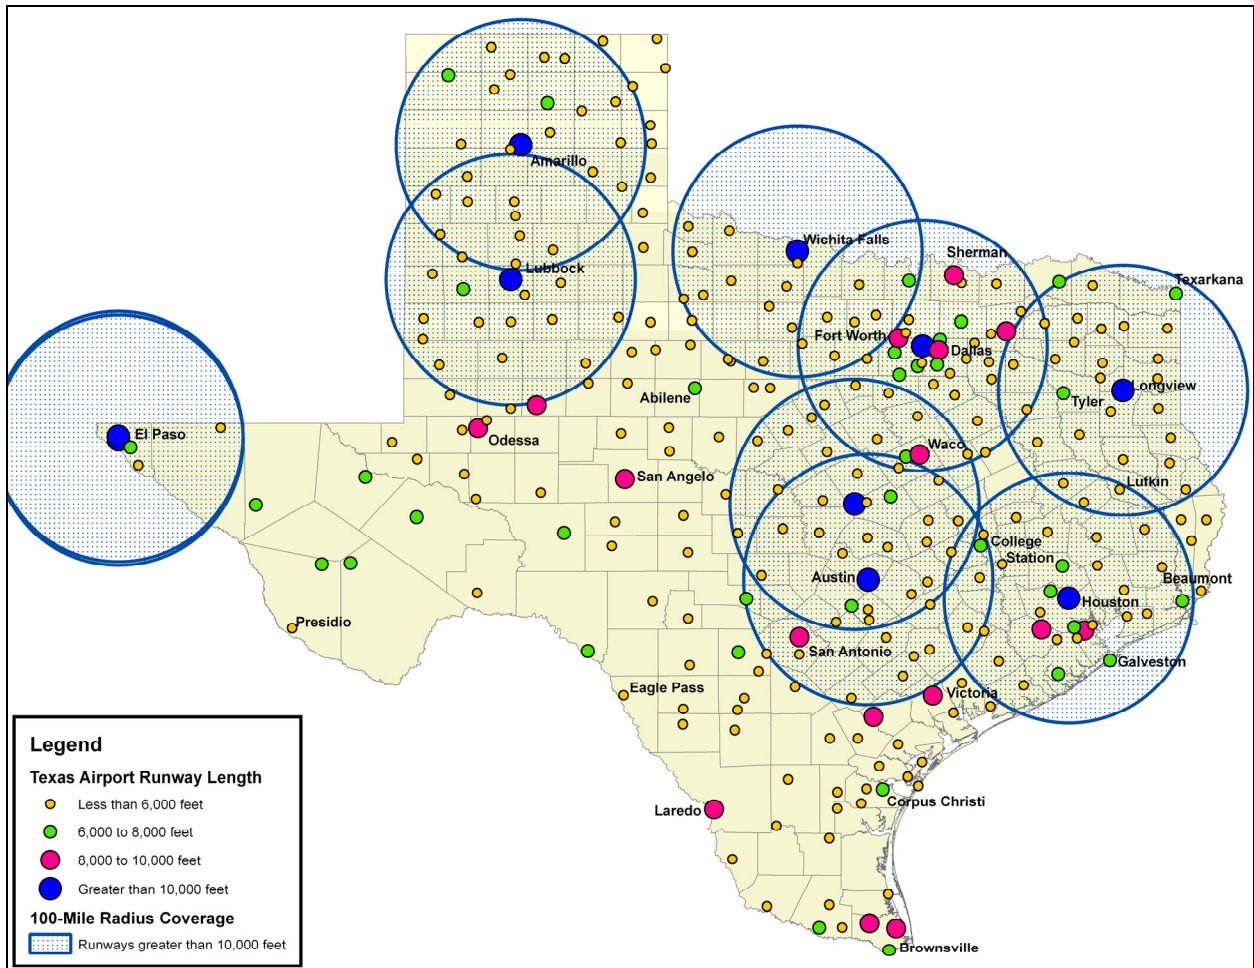 Amarillo
Lubbock
Wichita Falls
Sherman
Texarkana
Fort Worth
Dallas
Longview
Tyler
Abilene
El Paso
Odessa
Waco
San Angelo
Lufkin
College
Station
Austin
Beaumont
Houston
Presidio
San Antonio
Galveston
Eagle Pass
Victoria
Corpus Christi
Laredo
Brownsville
Legend
Texas Airport Runway Length
Less than 6,000 feet
6,000 to 8,000 feet
8,000 to 10,000 feet
Greater than 10,000 feet
100-Mile Radius Coverage
Runways greater than 10,000 feet